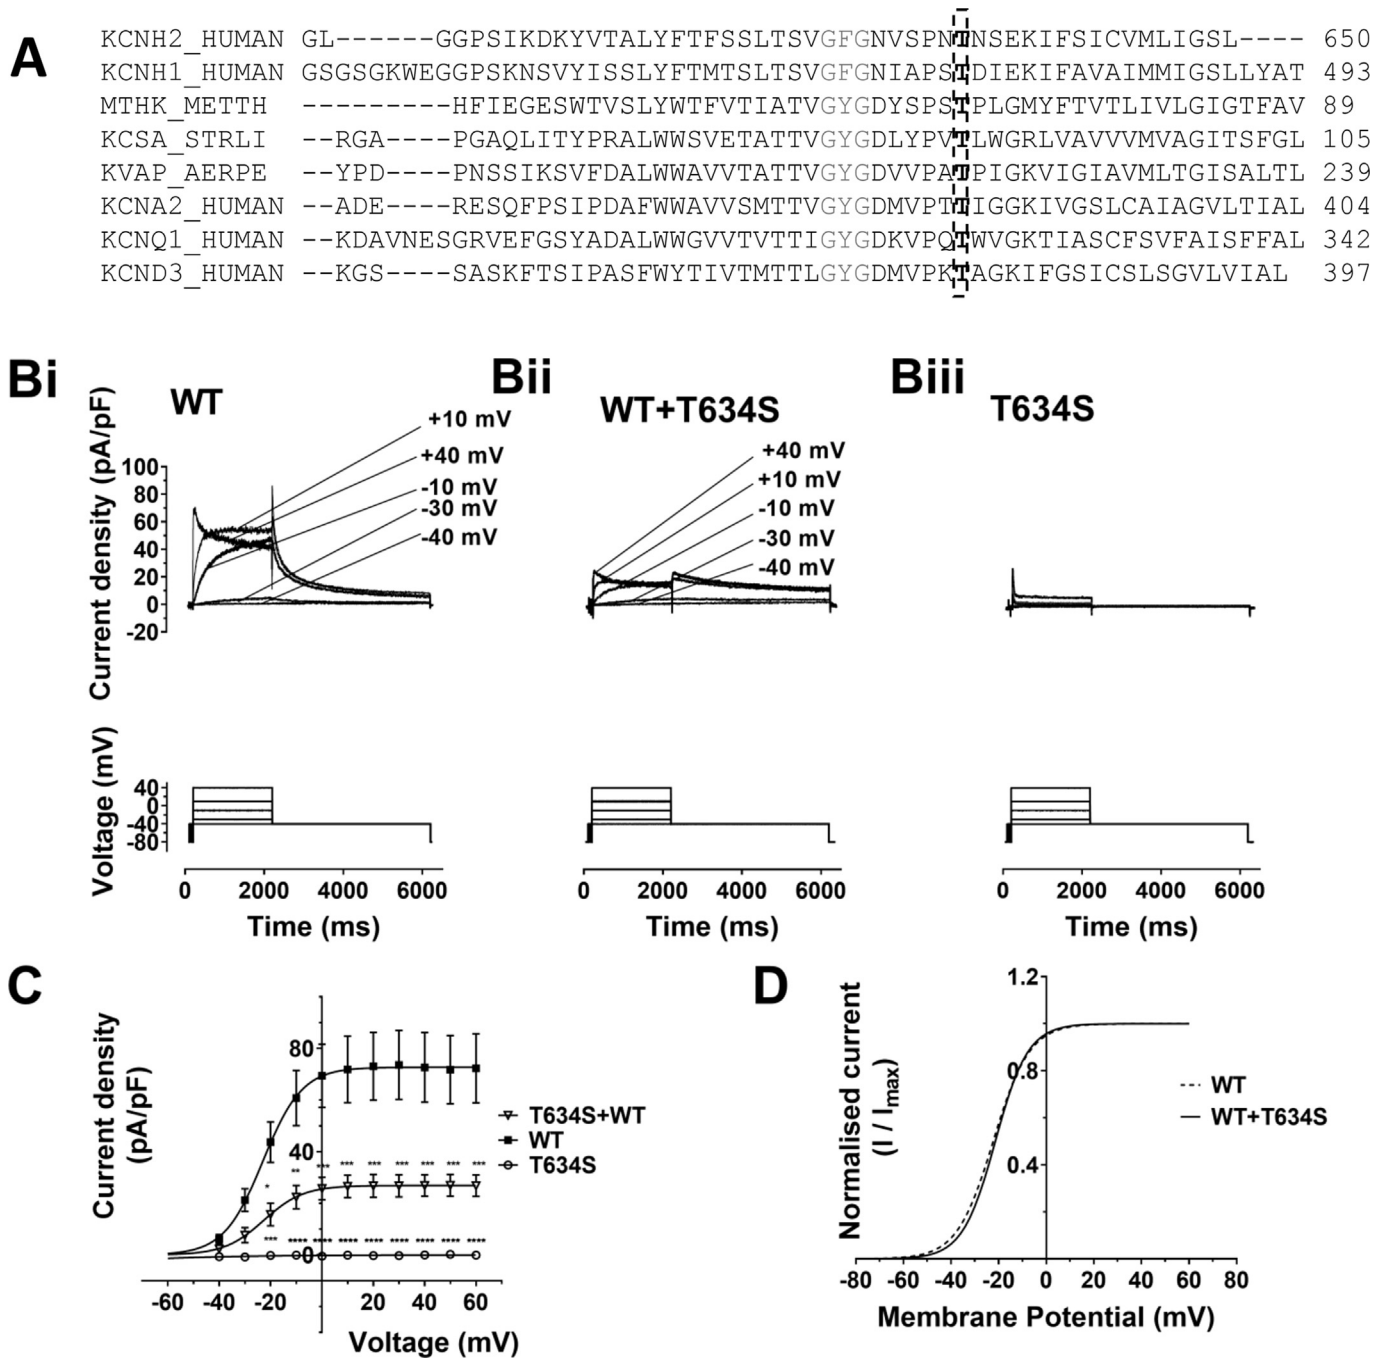 A
KCNH2_HUMAN GL------GGPSIKDKYVTALYFTFSSLTSVGFGNVSPNTNSEKIFSICVMLIGSL---- 650
KCNH1_HUMAN GSGSGKWEGGPSKNSVYISSLYFTMTSLTSVGFGNIAPSTDIEKIFAVAIMMIGSLLYAT 493
MTHK_METTH ---------HFIEGESWTVSLYWTFVTIATVGYGDYSPSTPLGMYFTVTLIVLGIGTFAV 89
KCSA_STRLI --RGA----PGAQLITYPRALWWSVETATTVGYGDLYPVTLWGRLVAVVVMVAGITSFGL 105
KVAP_AERPE --YPD----PNSSIKSVFDALWWAVVTATTVGYGDVVPATPIGKVIGIAVMLTGISALTL 239
KCNA2_HUMAN --ADE----RESQFPSIPDAFWWAVVSMTTVGYGDMVPTTIGGKIVGSLCAIAGVLTIAL 404
KCNQ1_HUMAN --KDAVNESGRVEFGSYADALWWGVVTVTTIGYGDKVPQTWVGKTIASCFSVFAISFFAL 342
KCND3_HUMAN --KGS----SASKFTSIPASFWYTIVTMTTLGYGDMVPKTAGKIFGSICSLSGVLVIAL 397
Bi
WT
Current density (pA/pF)
100
80
60
40
20
0
-20
+10 mV
+40 mV
-10 mV
-30 mV
-40 mV
Bii
WT+T634S
+40 mV
+10 mV
-10 mV
-30 mV
-40 mV
Biii
T634S
Voltage (mV)
40
0
-40
-80
0 2000 4000 6000
Time (ms)
0 2000 4000 6000
Time (ms)
0 2000 4000 6000
Time (ms)
C
Current density
(pA/pF)
80
40
0
* ** *** *** *** *** *** *** ***
*** **** **** **** **** **** **** **** ****
-60 -40 -20 20 40 60
Voltage (mV)
T634S+WT
WT
T634S
D
Normalised current
(I / Imax)
1.2
0.8
0.4
-80 -60 -40 -20 0 20 40 60 80
Membrane Potential (mV)
WT
WT+T634S